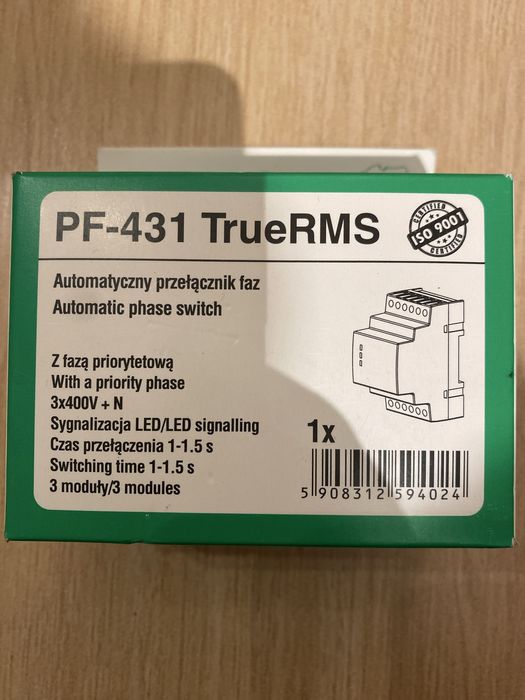 PF-431 TrueRMS
CERTIFIED
ISO 9001
CERTIFIED
Automatyczny przełącznik faz
Automatic phase switch
Z fazą priorytetową
With a priority phase
3x400V + N
Sygnalizacja LED/LED signalling
Czas przełączenia 1-1.5 s
Switching time 1-1.5 s
3 moduły/3 modules
1x
5 908312 594024